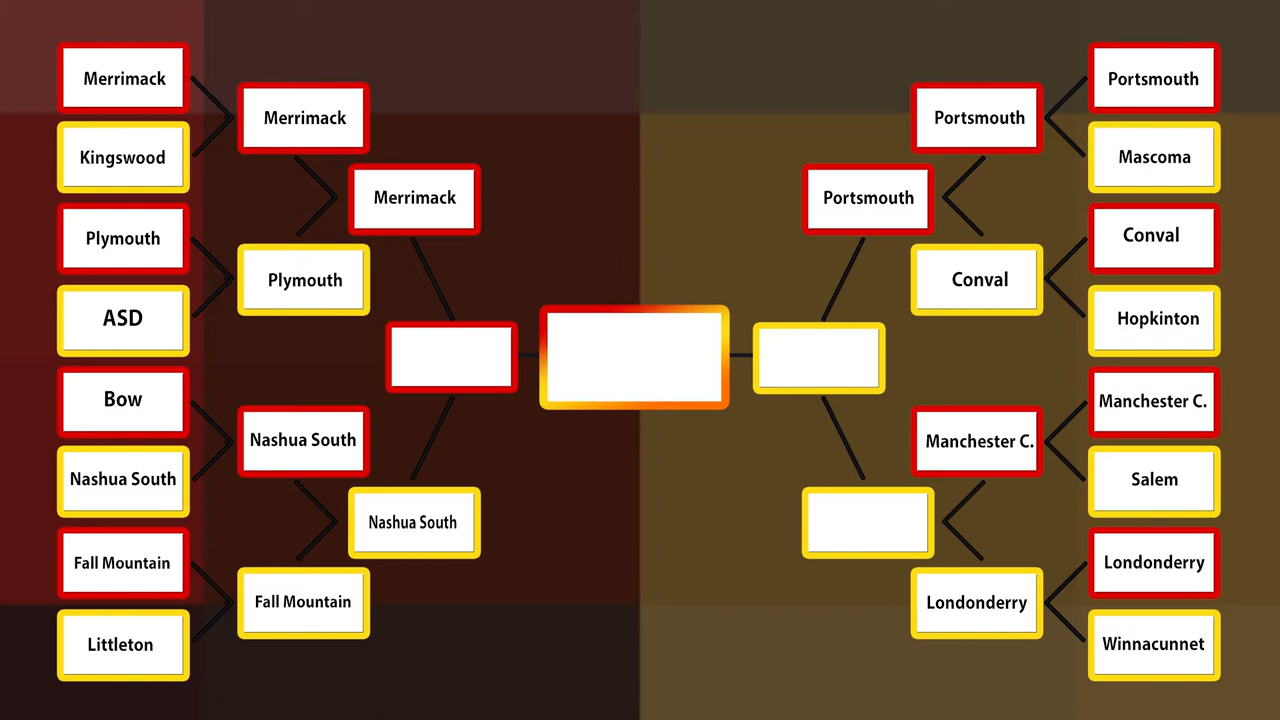 Merrimack
Kingswood
Plymouth
ASD
Bow
Nashua South
Fall Mountain
Littleton
Merrimack
Plymouth
Nashua South
Fall Mountain
Merrimack
Nashua South
Portsmouth
Portsmouth
Conval
Manchester C.
Londonderry
Portsmouth
Mascoma
Conval
Hopkinton
Manchester C.
Salem
Londonderry
Winnacunnet